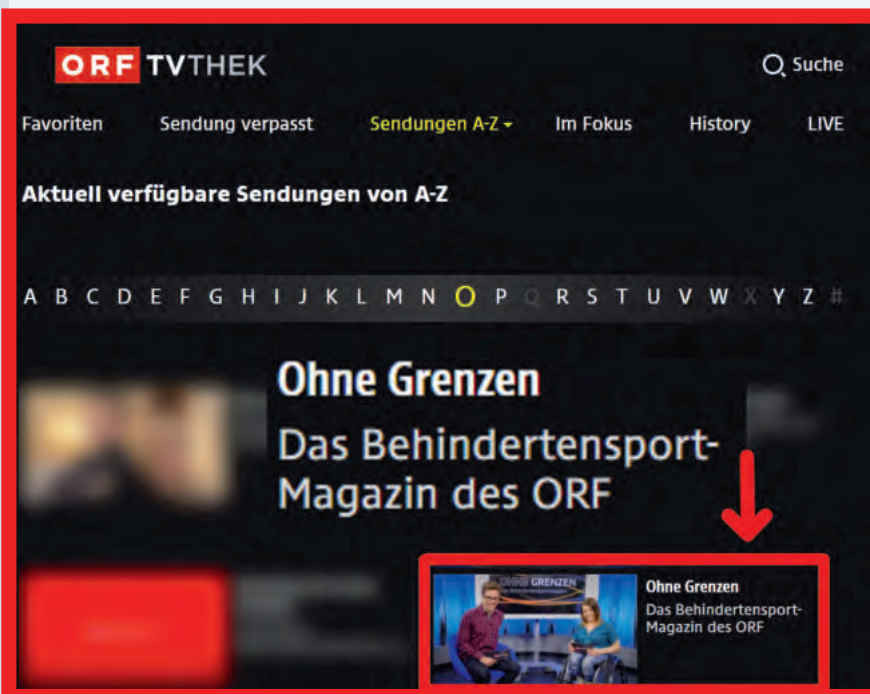 ORF TVTHEK
Suche
Favoriten Sendung verpasst Sendungen A-Z Im Fokus History LIVE
Aktuell verfügbare Sendungen von A-Z
A B C D E F G H I J K L M N O P Q R S T U V W X Y Z #
Ohne Grenzen
Das Behindertensport-
Magazin des ORF
OHNE GRENZEN
Ohne Grenzen
Das Behindertensport-
Magazin des ORF